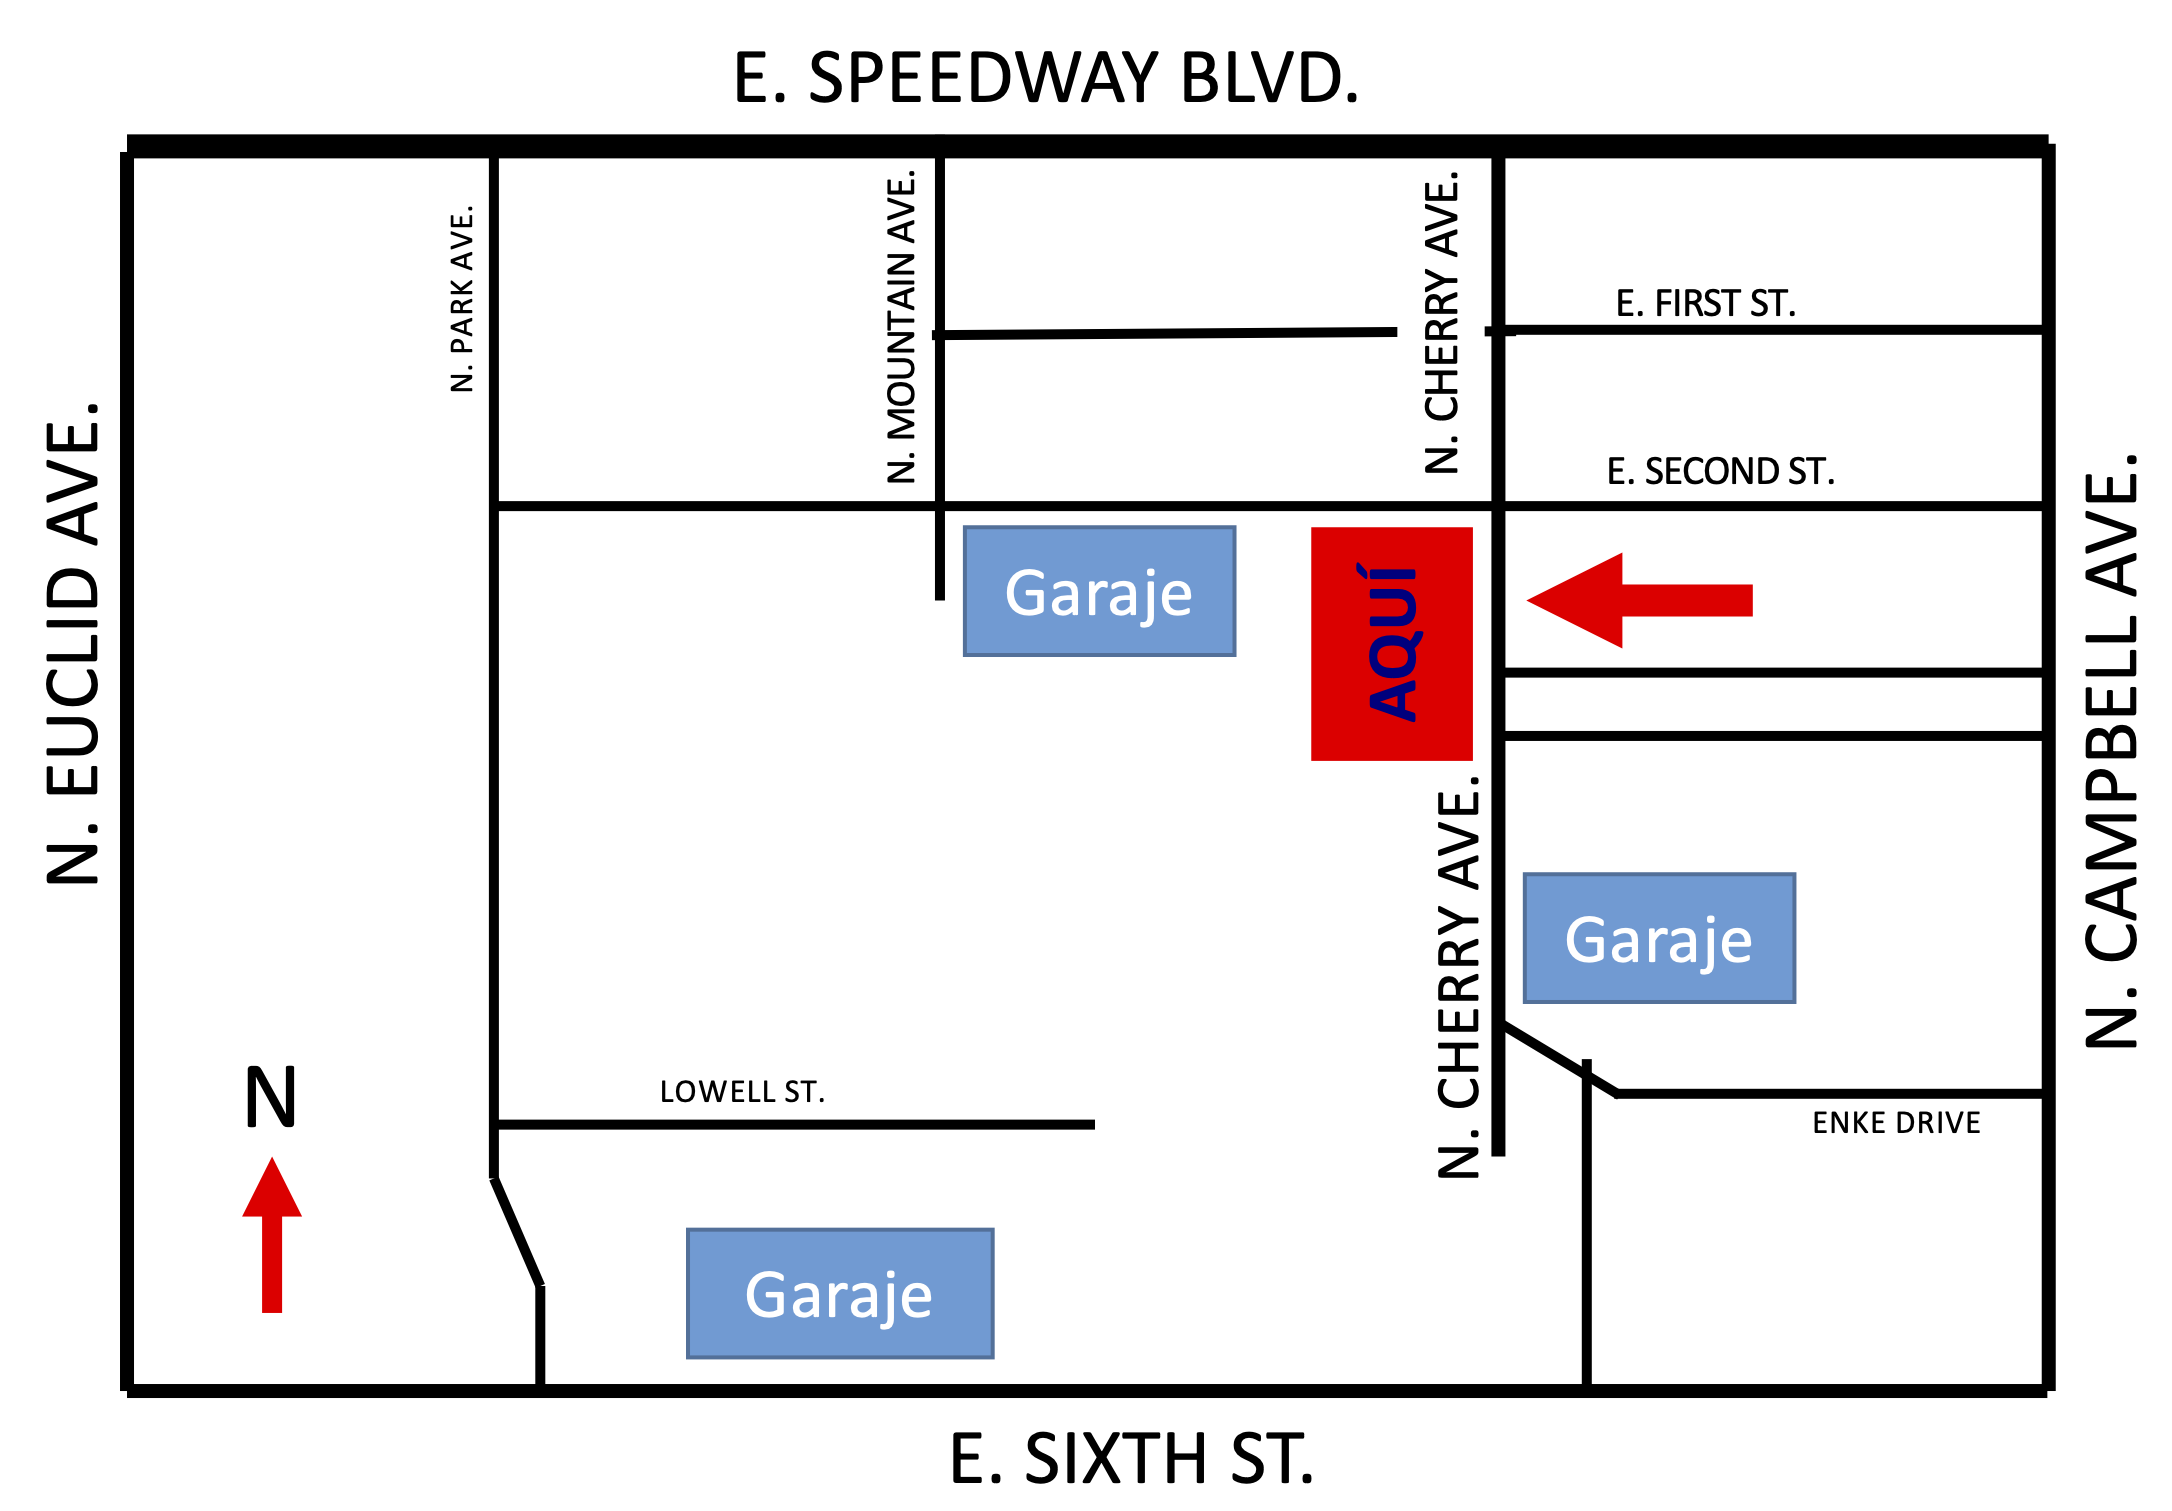 E. SPEEDWAY BLVD.
N. PARK AVE.
N. MOUNTAIN AVE.
N. CHERRY AVE.
E. FIRST ST.
E. SECOND ST.
N. EUCLID AVE.
Garaje
AQUÍ
N. CAMPBELL AVE.
N. CHERRY AVE.
Garaje
N
LOWELL ST.
ENKE DRIVE
Garaje
E. SIXTH ST.